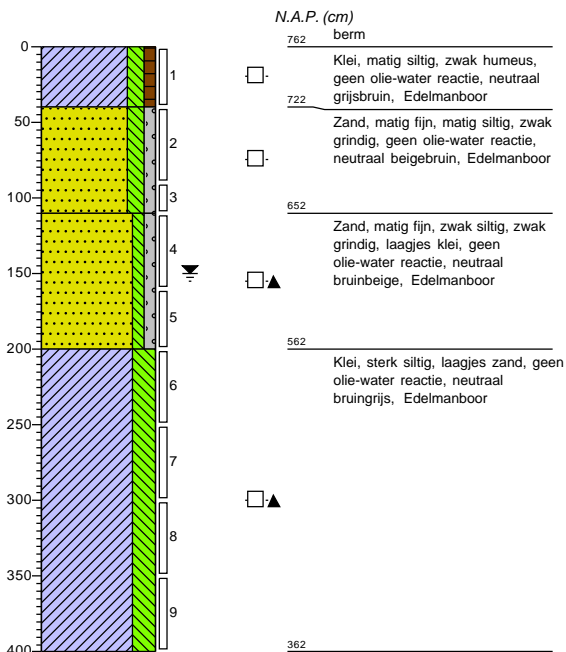 N.A.P. (cm)
0
762 berm
1
Klei, matig siltig, zwak humeus,
geen olie-water reactie, neutraal
grijsbruin, Edelmanboor
722
50
2
Zand, matig fijn, matig siltig, zwak
grindig, geen olie-water reactie,
neutraal beigebruin, Edelmanboor
3
100
652
4
Zand, matig fijn, zwak siltig, zwak
grindig, laagjes klei, geen
olie-water reactie, neutraal
bruinbeige, Edelmanboor
150
5
200
562
6
Klei, sterk siltig, laagjes zand, geen
olie-water reactie, neutraal
bruingrijs, Edelmanboor
250
7
300
8
350
9
400
362